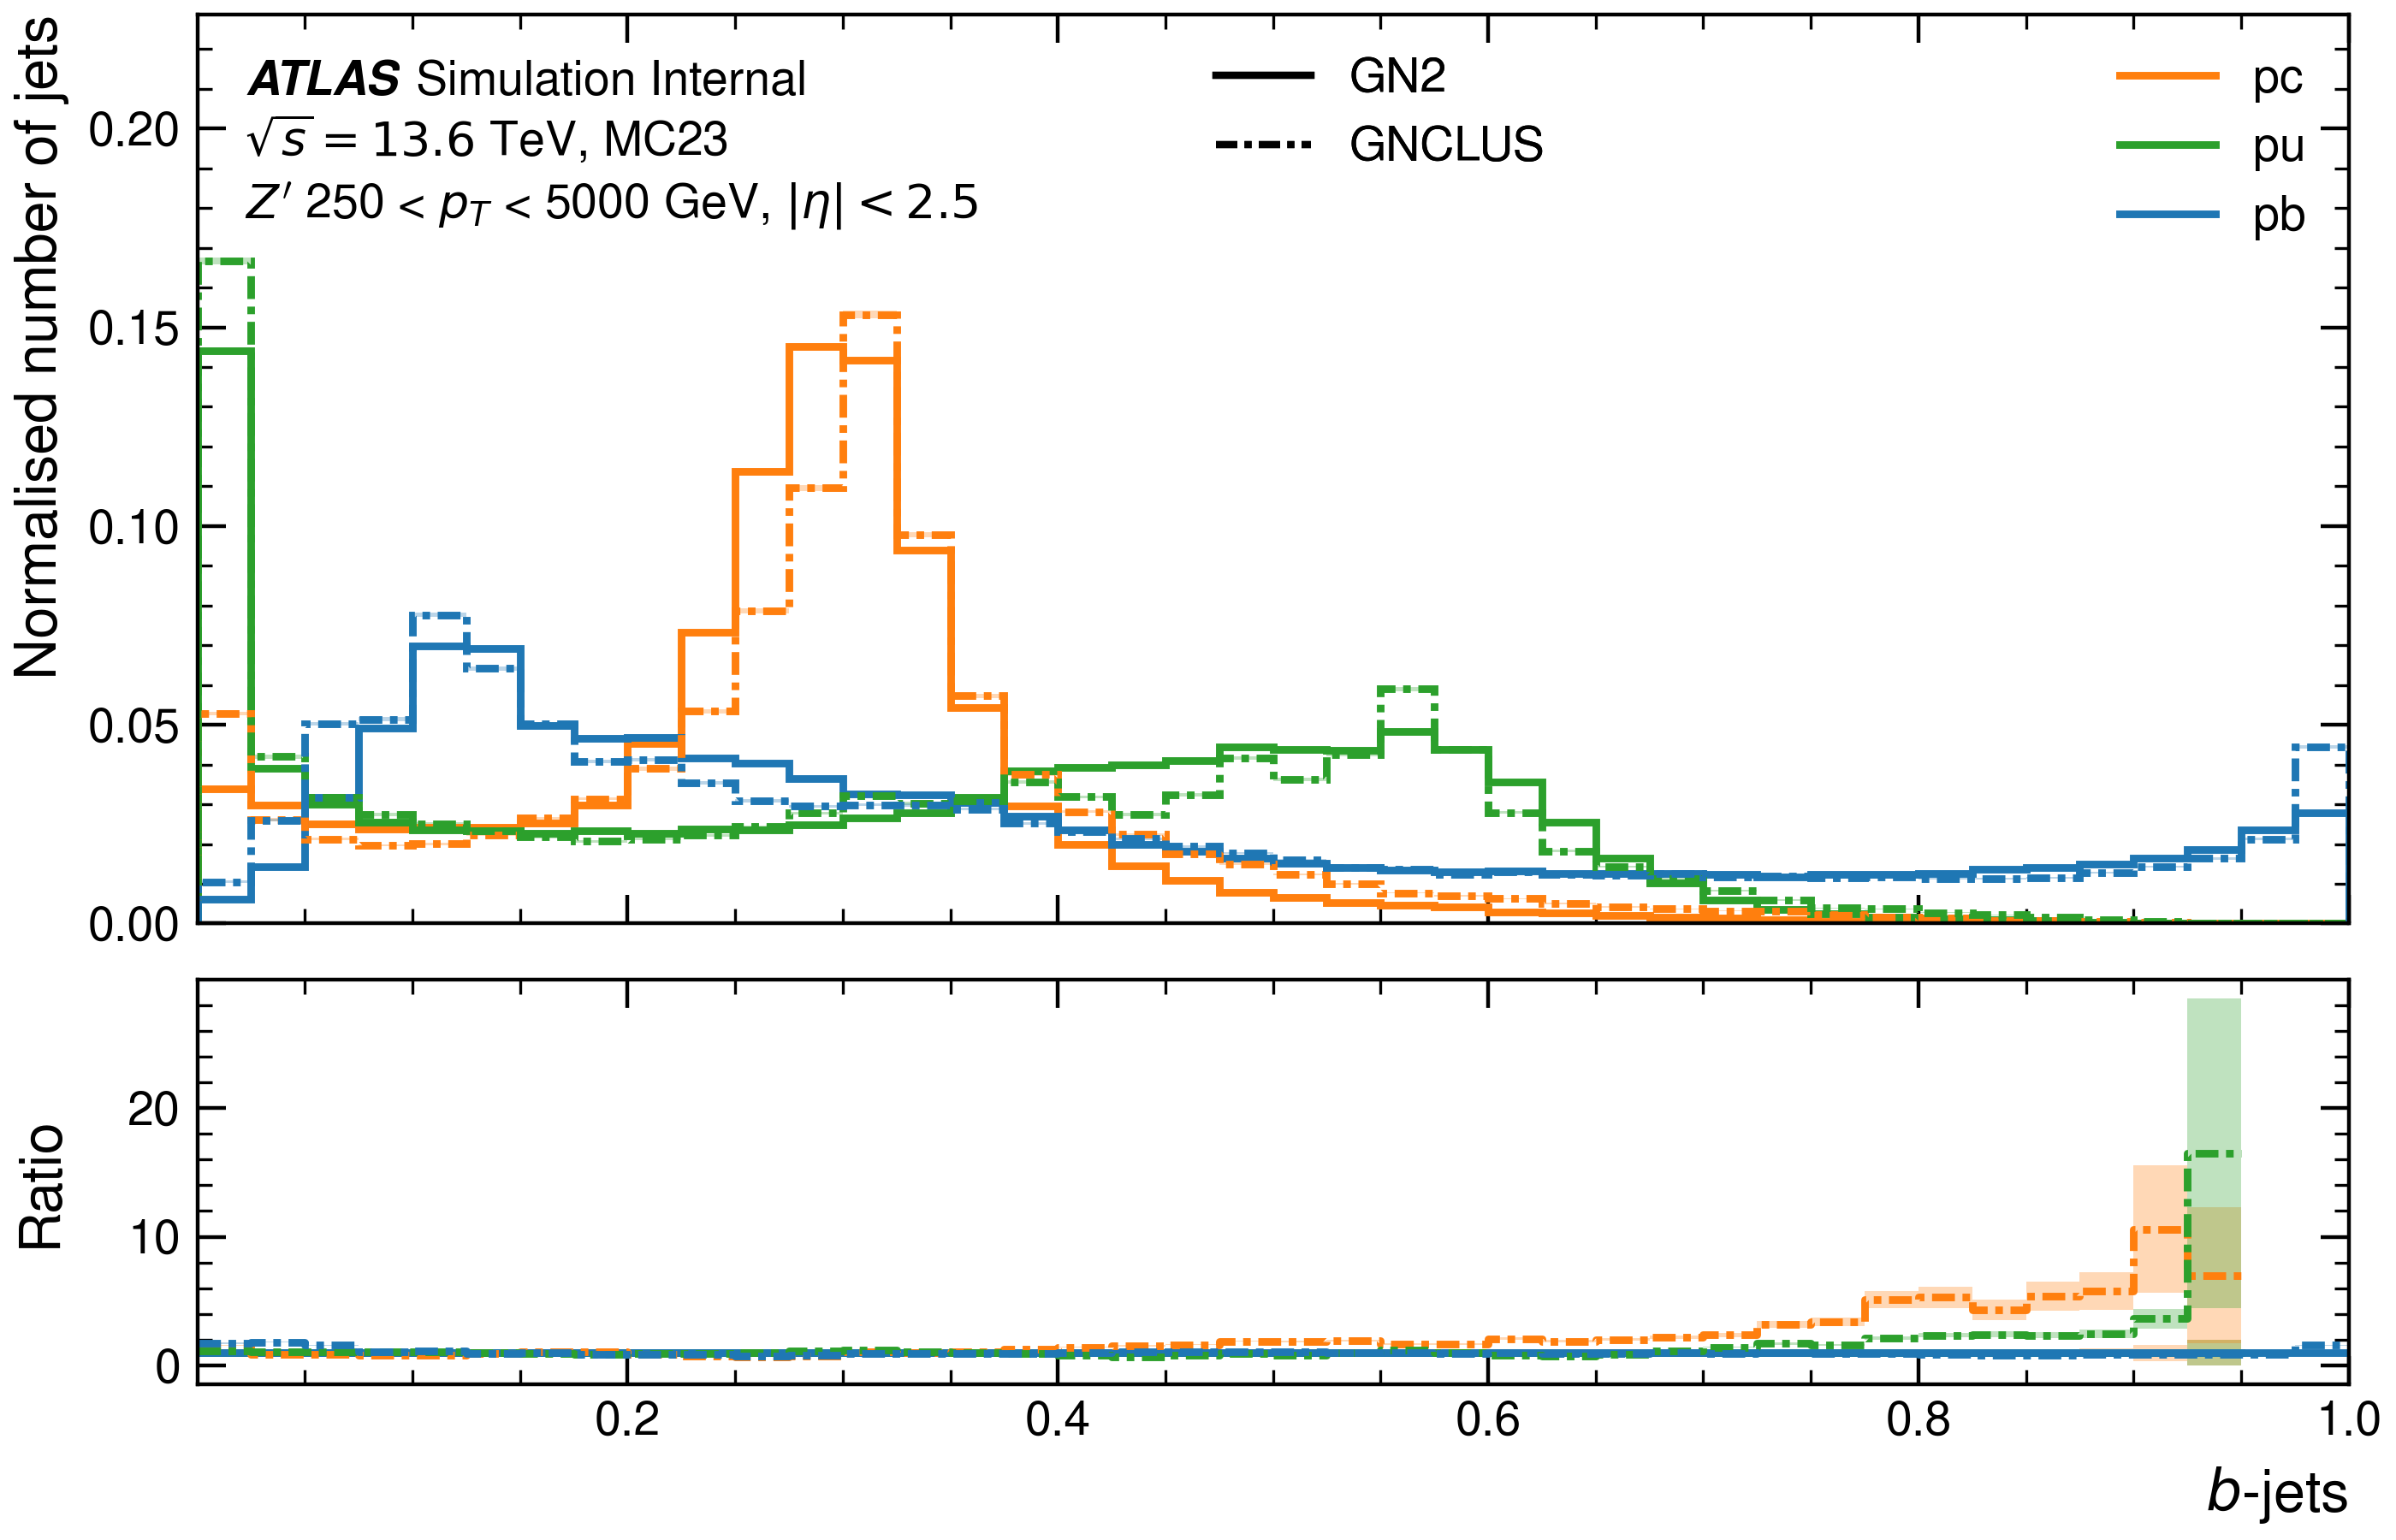 Normalised number of jets
ATLAS Simulation Internal
√s = 13.6 TeV, MC23
Z′ 250 < pT < 5000 GeV, |η| < 2.5
GN2
GNCLUS
pc
pu
pb
0.20
0.15
0.10
0.05
0.00
Ratio
20
10
0
0.2 0.4 0.6 0.8 1.0
b-jets